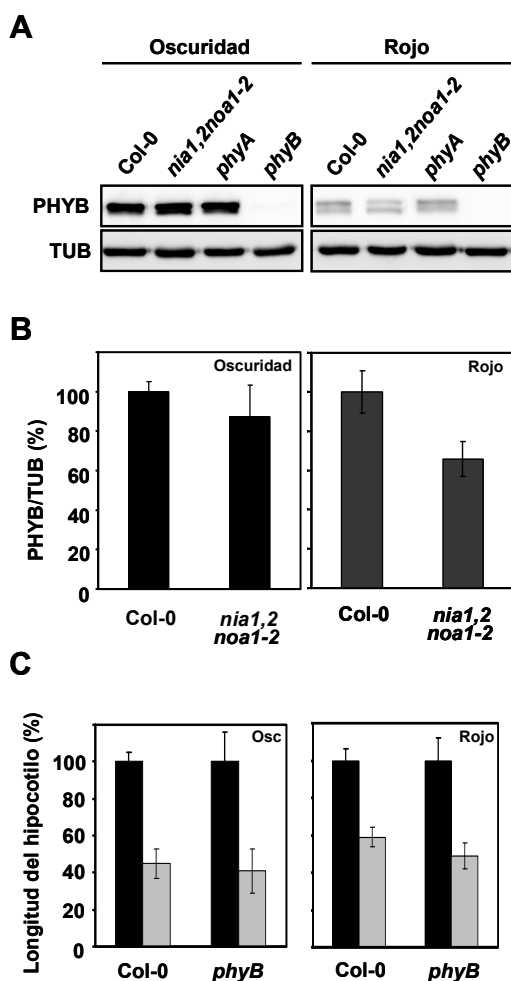 A
Oscuridad Rojo
Col-0 nia1,2noa1-2 phyA phyB Col-0 nia1,2noa1-2 phyA phyB
PHYB
TUB
B
Oscuridad Rojo
PHYB/TUB (%)
100
80
60
40
20
0
Col-0 nia1,2 Col-0 nia1,2
noa1-2 noa1-2
C
Osc Rojo
Longitud del hipocotilo (%)
100
80
60
40
20
0
Col-0 phyB Col-0 phyB